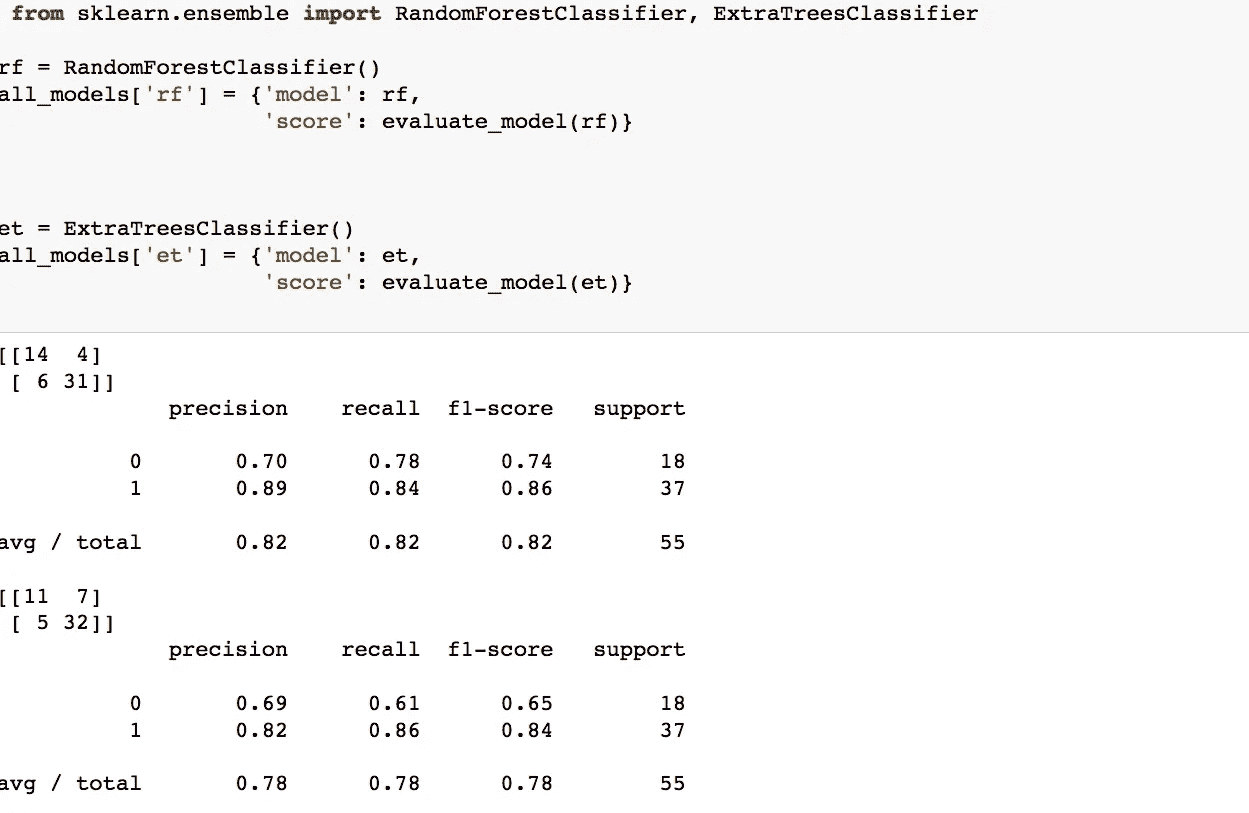 from sklearn.ensemble import RandomForestClassifier, ExtraTreesClassifier
rf = RandomForestClassifier()
all_models['rf'] = {'model': rf,
'score': evaluate_model(rf)}
et = ExtraTreesClassifier()
all_models['et'] = {'model': et,
'score': evaluate_model(et)}
[[14  4]
[ 6 31]]
precision recall f1-score support
0 0.70 0.78 0.74 18
1 0.89 0.84 0.86 37
avg / total 0.82 0.82 0.82 55
[[11  7]
[ 5 32]]
precision recall f1-score support
0 0.69 0.61 0.65 18
1 0.82 0.86 0.84 37
avg / total 0.78 0.78 0.78 55